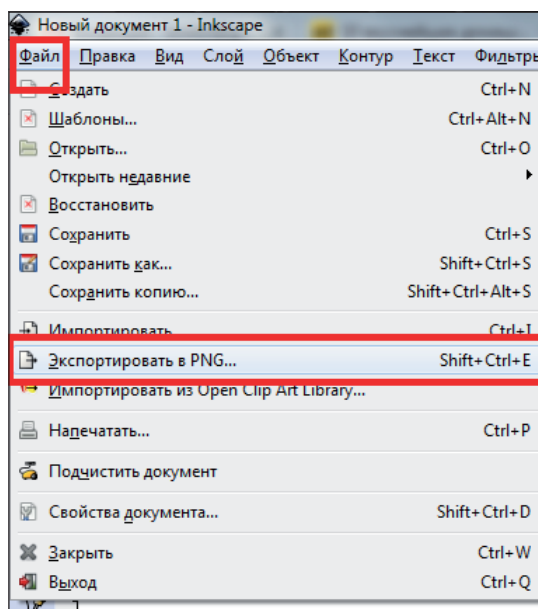 Новый документ 1 - Inkscape
Файл Правка Вид Слой Объект Контур Текст Фильтры
Создать Ctrl+N
Шаблоны... Ctrl+Alt+N
Открыть... Ctrl+O
Открыть недавние
Восстановить
Сохранить Ctrl+S
Сохранить как... Shift+Ctrl+S
Сохранить копию... Shift+Ctrl+Alt+S
Импортировать... Ctrl+I
Экспортировать в PNG... Shift+Ctrl+E
Импортировать из Open Clip Art Library...
Напечатать... Ctrl+P
Подчистить документ
Свойства документа... Shift+Ctrl+D
Закрыть Ctrl+W
Выход Ctrl+Q